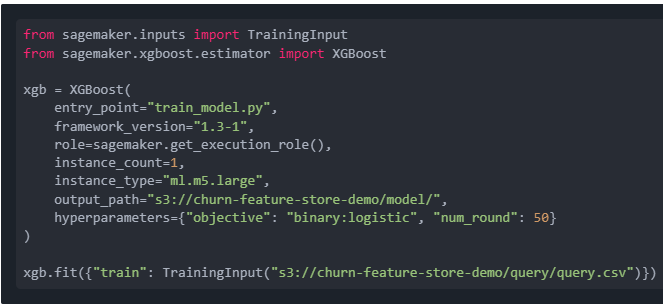 from sagemaker.inputs import TrainingInput
from sagemaker.xgboost.estimator import XGBoost

xgb = XGBoost(
    entry_point="train_model.py",
    framework_version="1.3-1",
    role=sagemaker.get_execution_role(),
    instance_count=1,
    instance_type="ml.m5.large",
    output_path="s3://churn-feature-store-demo/model/",
    hyperparameters={"objective": "binary:logistic", "num_round": 50}
)

xgb.fit({"train": TrainingInput("s3://churn-feature-store-demo/query/query.csv")})